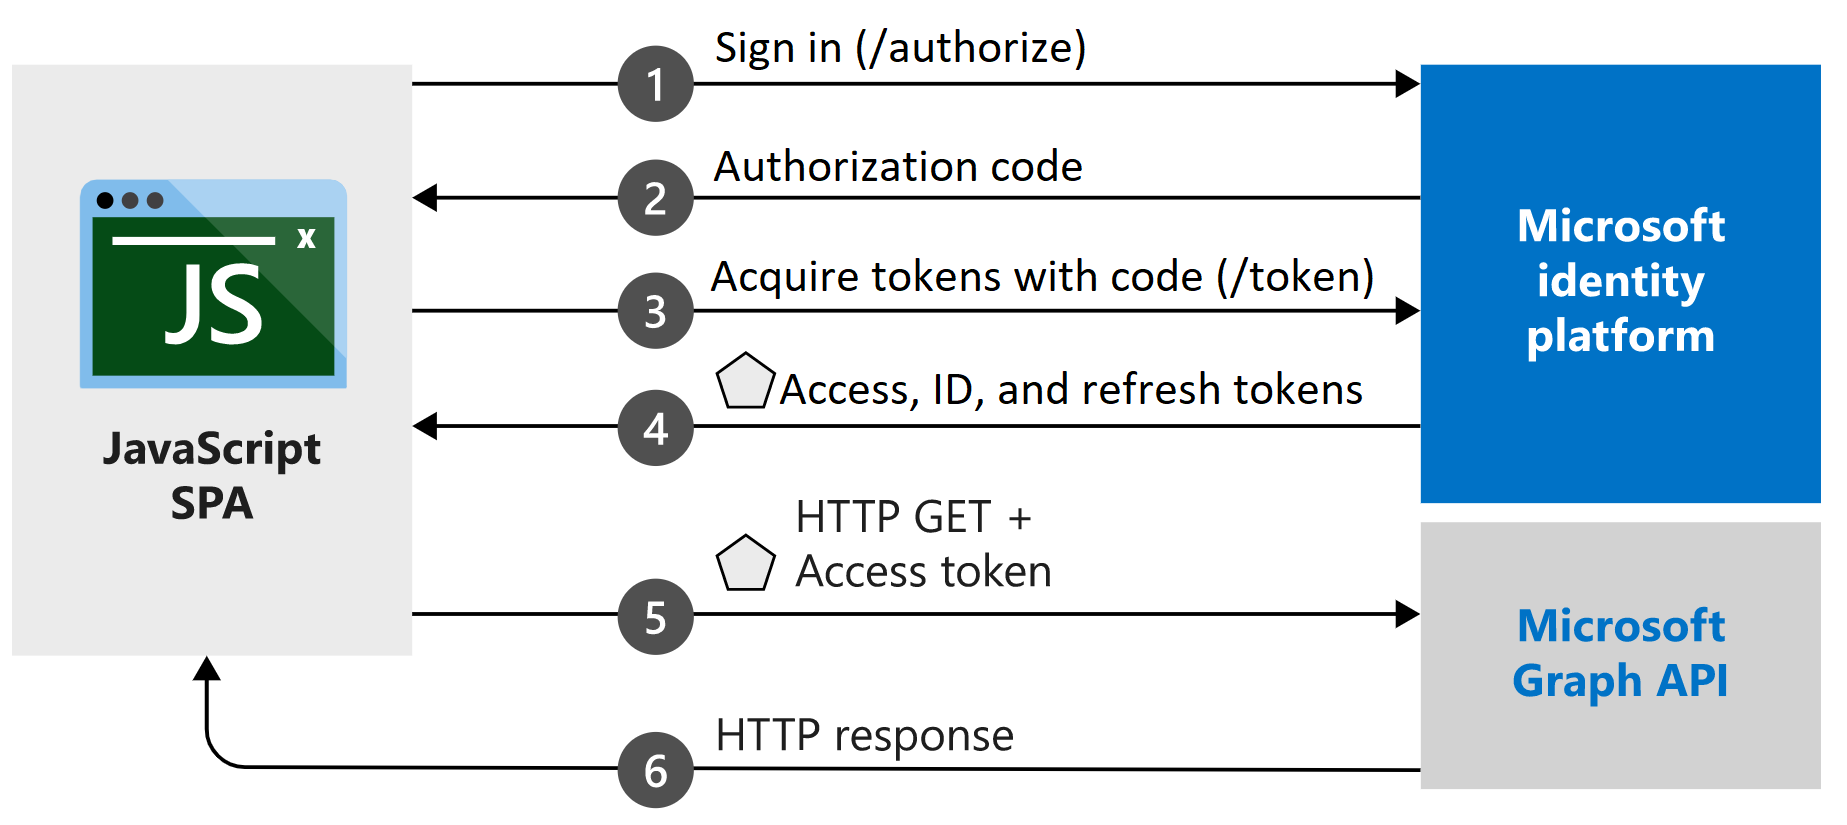 Sign in (/authorize)
1
Authorization code
2
Acquire tokens with code (/token)
3
Access, ID, and refresh tokens
4
HTTP GET +
Access token
5
HTTP response
6
X
JS
JavaScript
SPA
Microsoft
identity
platform
Microsoft
Graph API